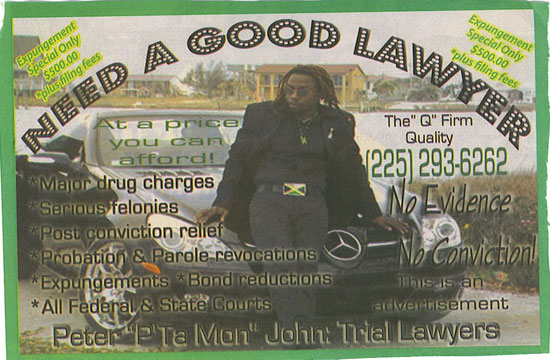 Expungement
Special Only
$500.00
*plus filing fees
NEED A GOOD LAWYER
Expungement
Special Only
$500.00
*plus filing fees
At a price
you can
afford!
The" Q" Firm
Quality
(225) 293-6262
*Major drug charges
*Serious felonies
*Post conviction relief
*Probation & Parole revocations
*Expungements *Bond reductions
*All Federal & State Courts
No Evidence
No Conviction!
This is an
advertisement
Peter "P'Ta Mon" John: Trial Lawyers